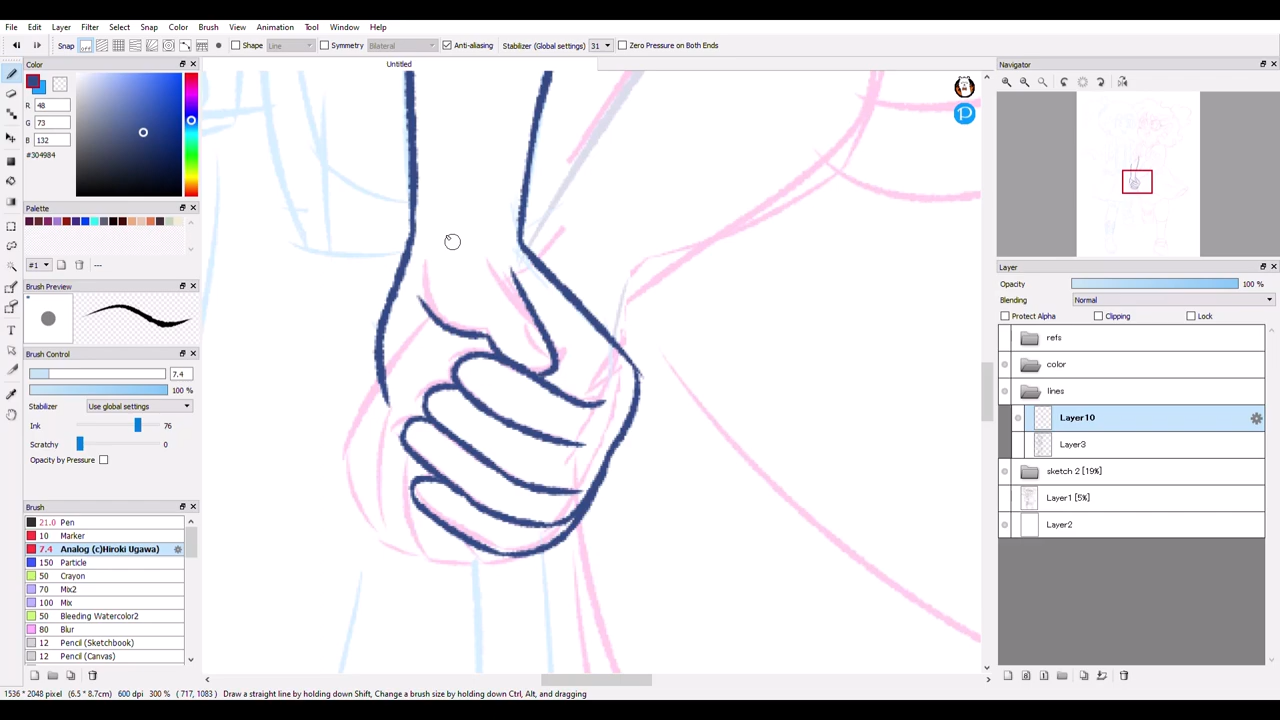 File Edit Layer Filter Select Snap Color Brush View Animation Tool Window Help
Snap Shape Line Symmetry Bilateral Anti-aliasing Stabilizer (Global settings) 31 Zero Pressure on Both Ends
Color
R 48
G 73
B 132
#304984
Palette
#1 ---
Brush Preview
Brush Control
7.4
100 %
Stabilizer Use global settings
Ink 76
Scratchy 0
Opacity by Pressure
Brush
21.0 Pen
10 Marker
7.4 Analog (c)Hiroki Ugawa
150 Particle
50 Crayon
70 Mix2
100 Mix
50 Bleeding Watercolor2
80 Blur
12 Pencil (Sketchbook)
12 Pencil (Canvas)
Untitled
P
Navigator
Layer
Opacity 100 %
Blending Normal
Protect Alpha Clipping Lock
refs
color
lines
Layer10
Layer3
sketch 2 [19%]
Layer1 [5%]
Layer2
1536 * 2048 pixel (6.5 * 8.7cm) 600 dpi 300 % ( 717, 1083 ) Draw a straight line by holding down Shift, Change a brush size by holding down Ctrl, Alt, and dragging